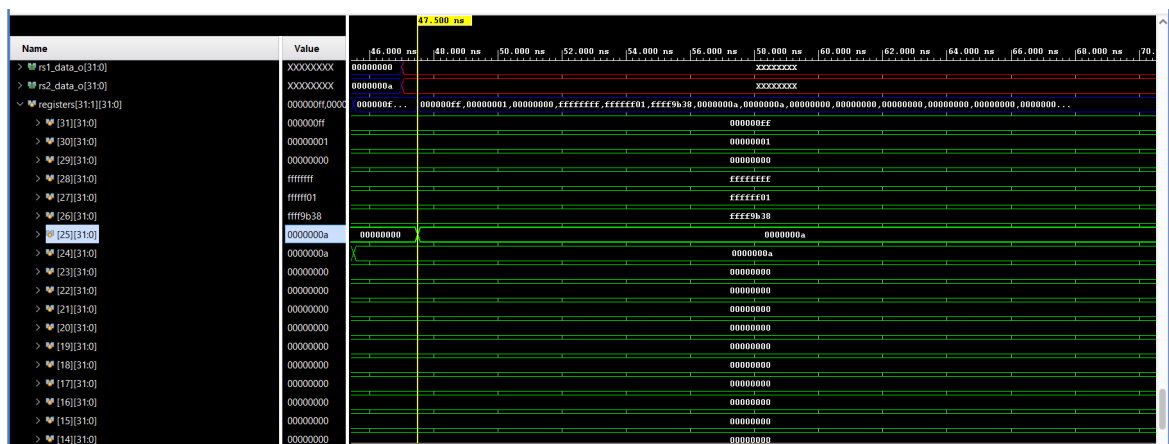 47.500 ns
Name Value 46.000 ns 48.000 ns 50.000 ns 52.000 ns 54.000 ns 56.000 ns 58.000 ns 60.000 ns 62.000 ns 64.000 ns 66.000 ns 68.000 ns 70.
rs1_data_o[31:0] XXXXXXXX 00000000 XXXXXXXX
rs2_data_o[31:0] XXXXXXXX 0000000a XXXXXXXX
registers[31:1][31:0] 000000ff,0000 000000f... 000000ff,00000001,00000000,ffffffff,ffffff01,ffff9b38,0000000a,0000000a,00000000,00000000,00000000,00000000,00000000,0000000...
[31][31:0] 000000ff 000000ff
[30][31:0] 00000001 00000001
[29][31:0] 00000000 00000000
[28][31:0] ffffffff ffffffff
[27][31:0] ffffff01 ffffff01
[26][31:0] ffff9b38 ffff9b38
[25][31:0] 0000000a 00000000 0000000a
[24][31:0] 0000000a 0000000a
[23][31:0] 00000000 00000000
[22][31:0] 00000000 00000000
[21][31:0] 00000000 00000000
[20][31:0] 00000000 00000000
[19][31:0] 00000000 00000000
[18][31:0] 00000000 00000000
[17][31:0] 00000000 00000000
[16][31:0] 00000000 00000000
[15][31:0] 00000000 00000000
[14][31:0] 00000000 00000000